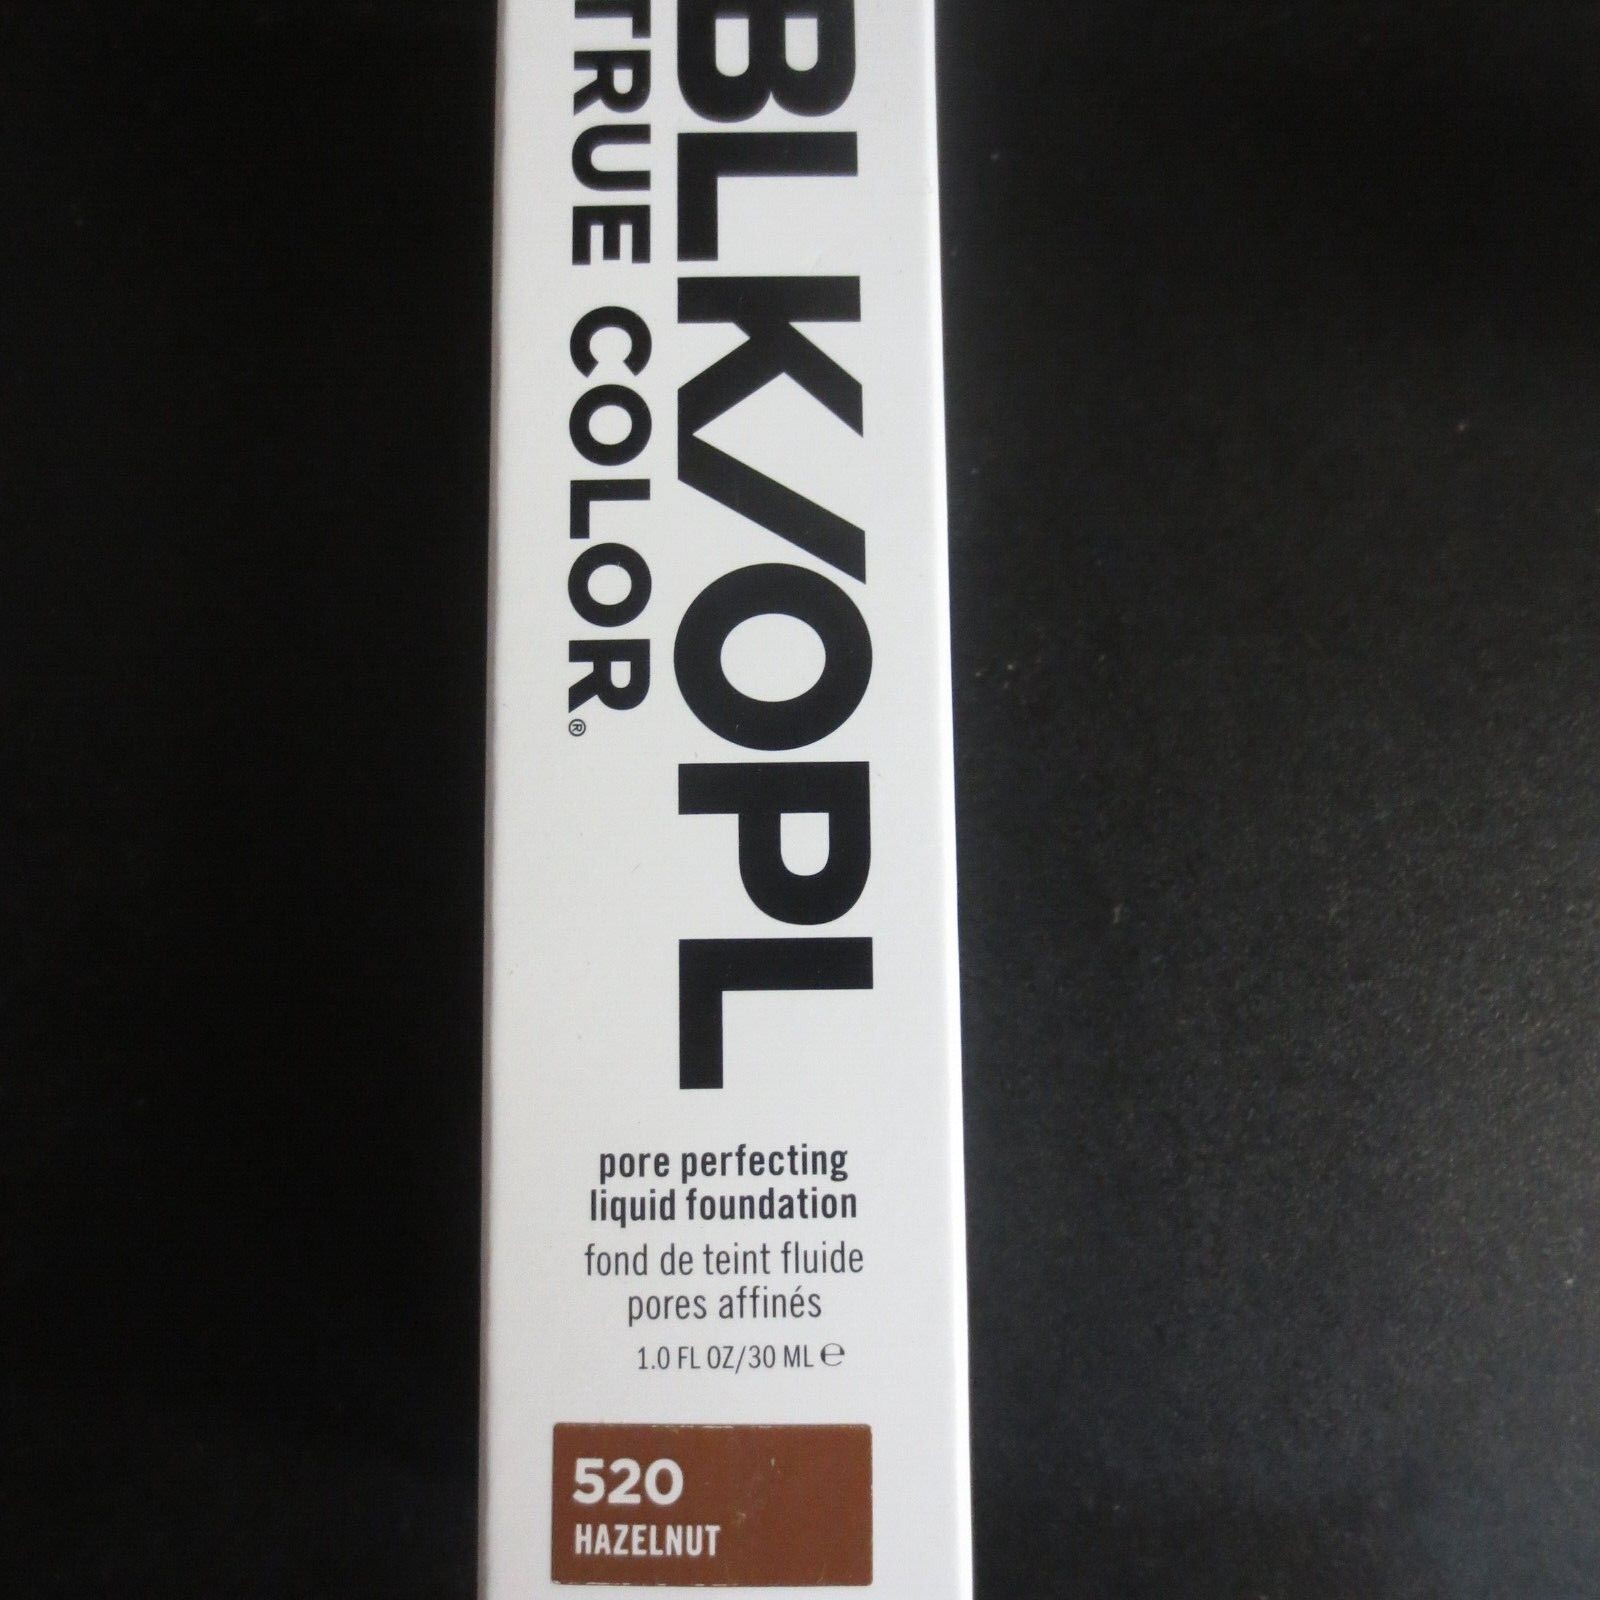 BLK/OPL
TRUE COLOR®
pore perfecting
liquid foundation
fond de teint fluide
pores affinés
1.0 FL OZ/30 ML ℮
520
HAZELNUT